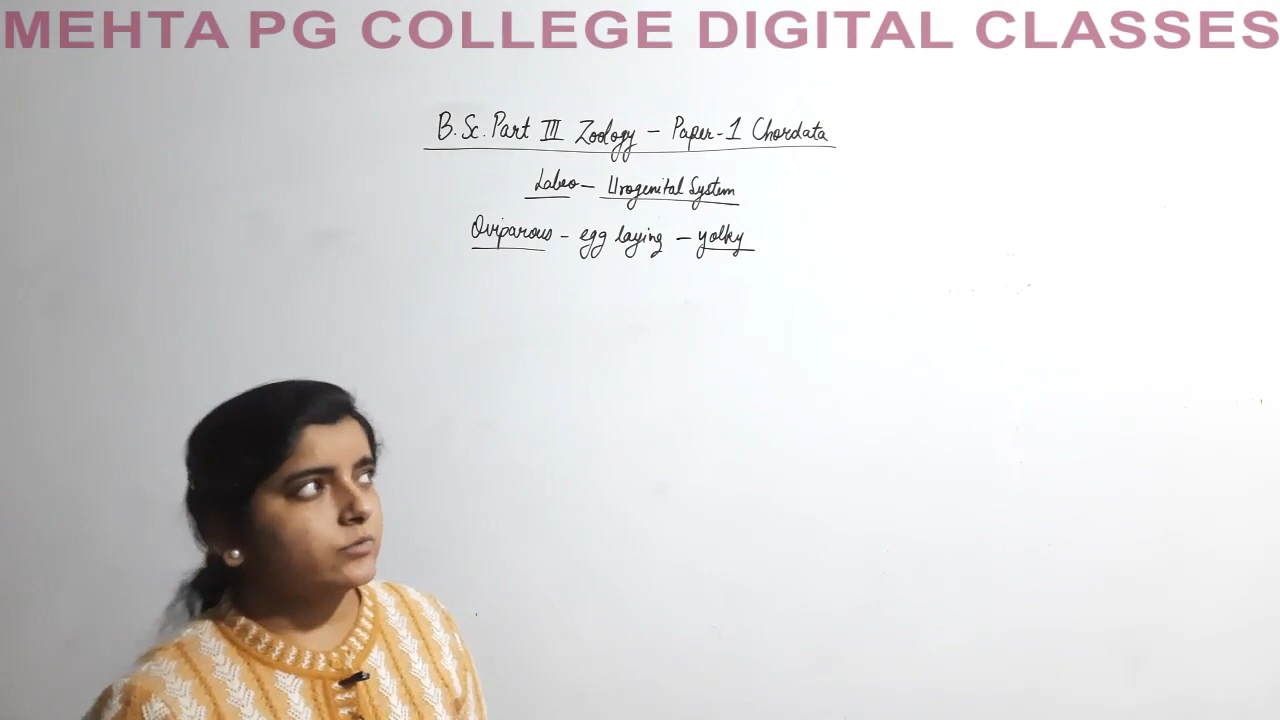 MEHTA PG COLLEGE DIGITAL CLASSES
B.Sc. Part III Zoology - Paper-1 Chordata
Labeo - Urogenital System
Oviparous - egg laying - yolky